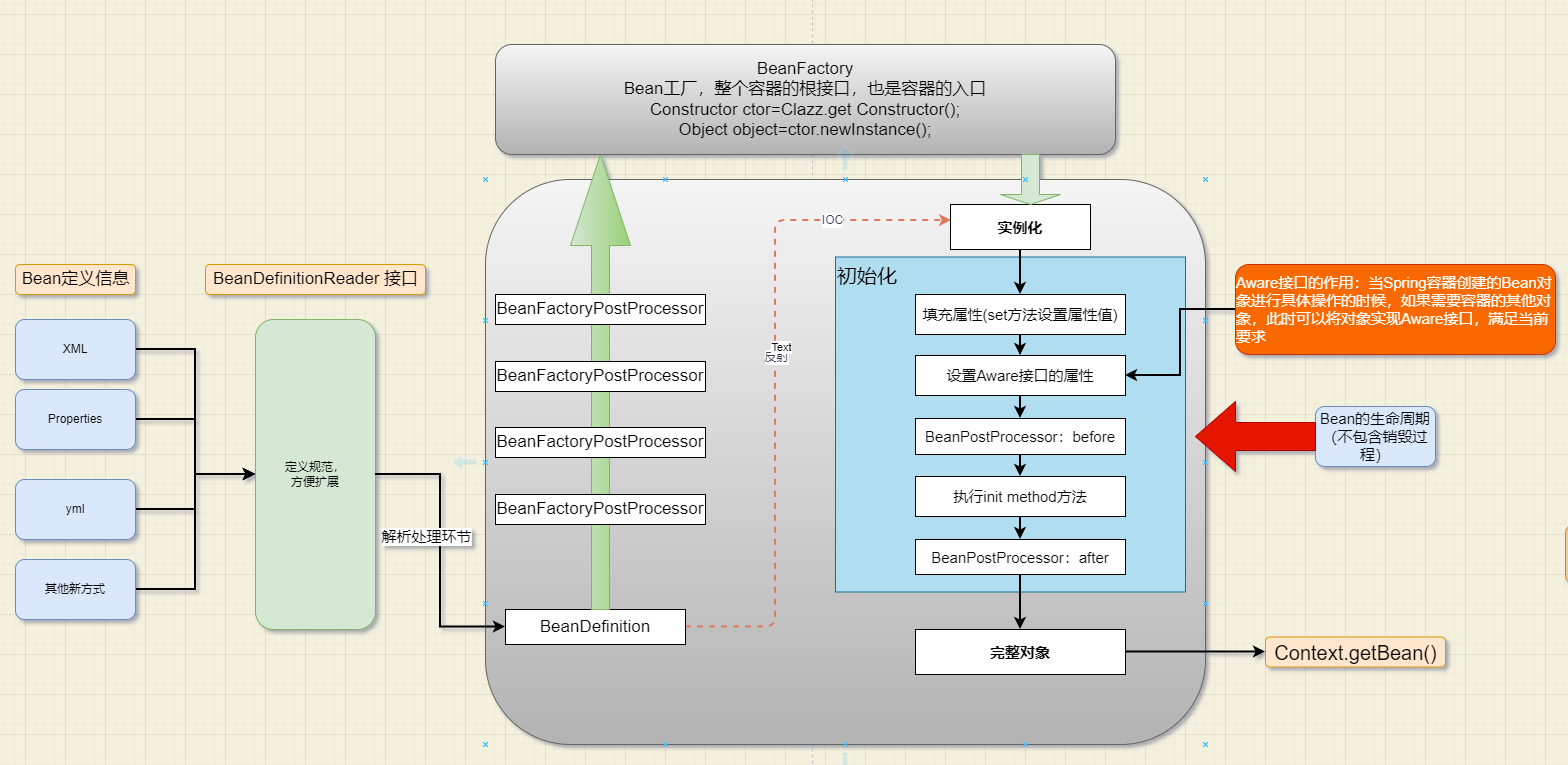 BeanFactory
Bean工厂，整个容器的根接口，也是容器的入口
Constructor ctor=Clazz.get Constructor();
Object object=ctor.newInstance();
Bean定义信息
BeanDefinitionReader 接口
XML
Properties
yml
其他新方式
定义规范，
方便扩展
解析处理环节
BeanFactoryPostProcessor
BeanFactoryPostProcessor
BeanFactoryPostProcessor
BeanFactoryPostProcessor
BeanDefinition
IOC
Text
反射
实例化
初始化
填充属性(set方法设置属性值)
设置Aware接口的属性
BeanPostProcessor：before
执行init method方法
BeanPostProcessor：after
完整对象
Aware接口的作用：当Spring容器创建的Bean对
象进行具体操作的时候，如果需要容器的其他对
象，此时可以将对象实现Aware接口，满足当前
要求
Bean的生命周期
（不包含销毁过
程）
Context.getBean()